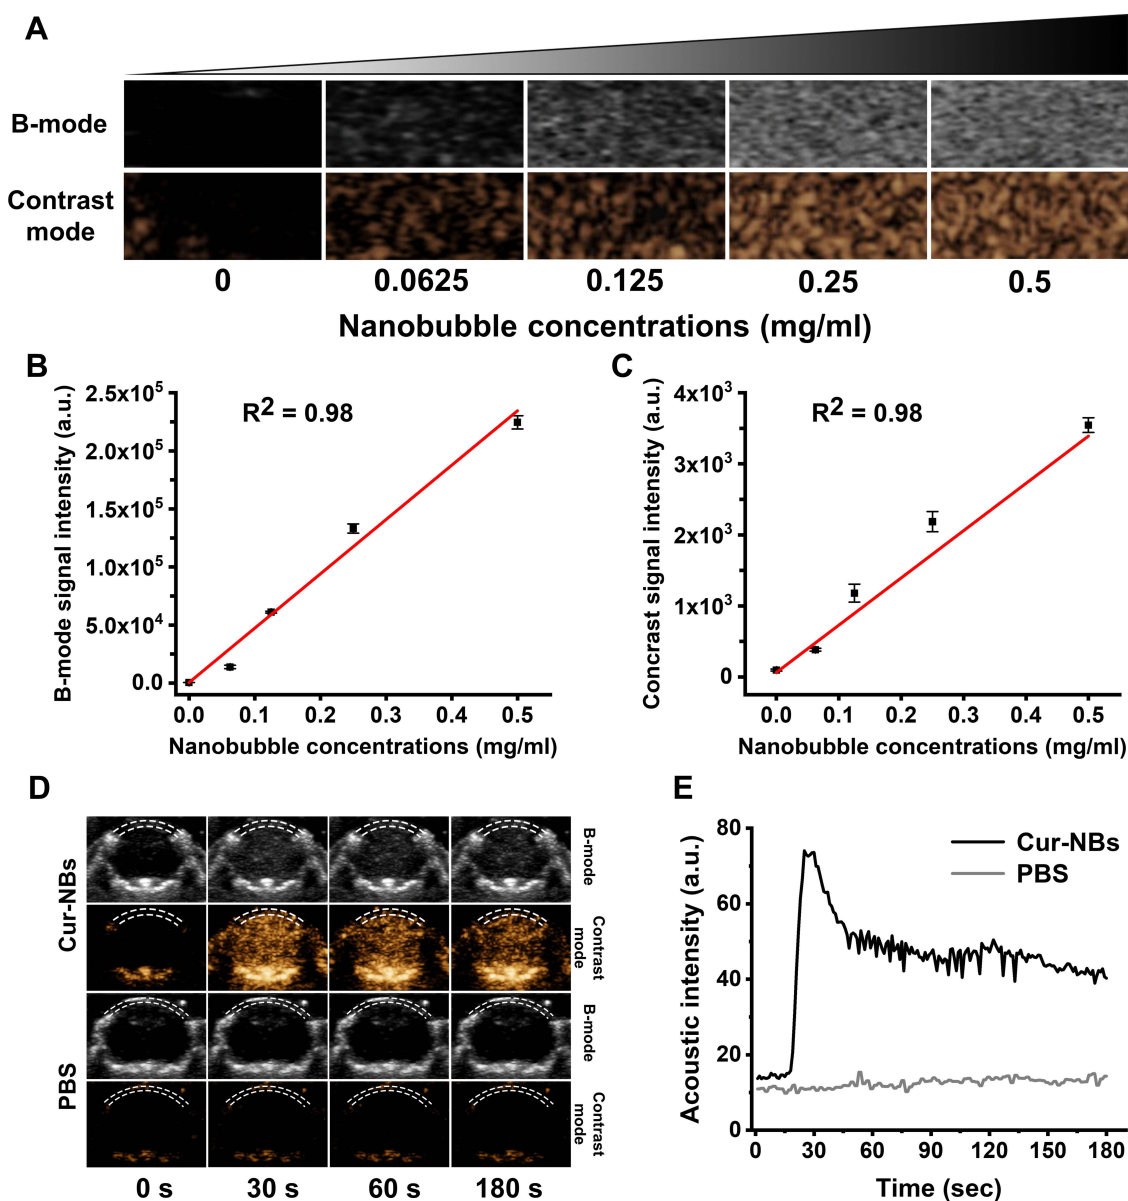 A
B-mode
Contrast
mode
0 0.0625 0.125 0.25 0.5
Nanobubble concentrations (mg/ml)
B
B-mode signal intensity (a.u.)
2.5x10⁵
2.0x10⁵
1.5x10⁵
1.0x10⁵
5.0x10⁴
0.0
R² = 0.98
0.0 0.1 0.2 0.3 0.4 0.5
Nanobubble concentrations (mg/ml)
C
Concrast signal intensity (a.u.)
4x10³
3x10³
2x10³
1x10³
0
R² = 0.98
0.0 0.1 0.2 0.3 0.4 0.5
Nanobubble concentrations (mg/ml)
D
Cur-NBs
B-mode
Contrast
mode
PBS
B-mode
Contrast
mode
0 s 30 s 60 s 180 s
E
Acoustic intensity (a.u.)
80
60
40
20
0
Cur-NBs
PBS
0 30 60 90 120 150 180
Time (sec)